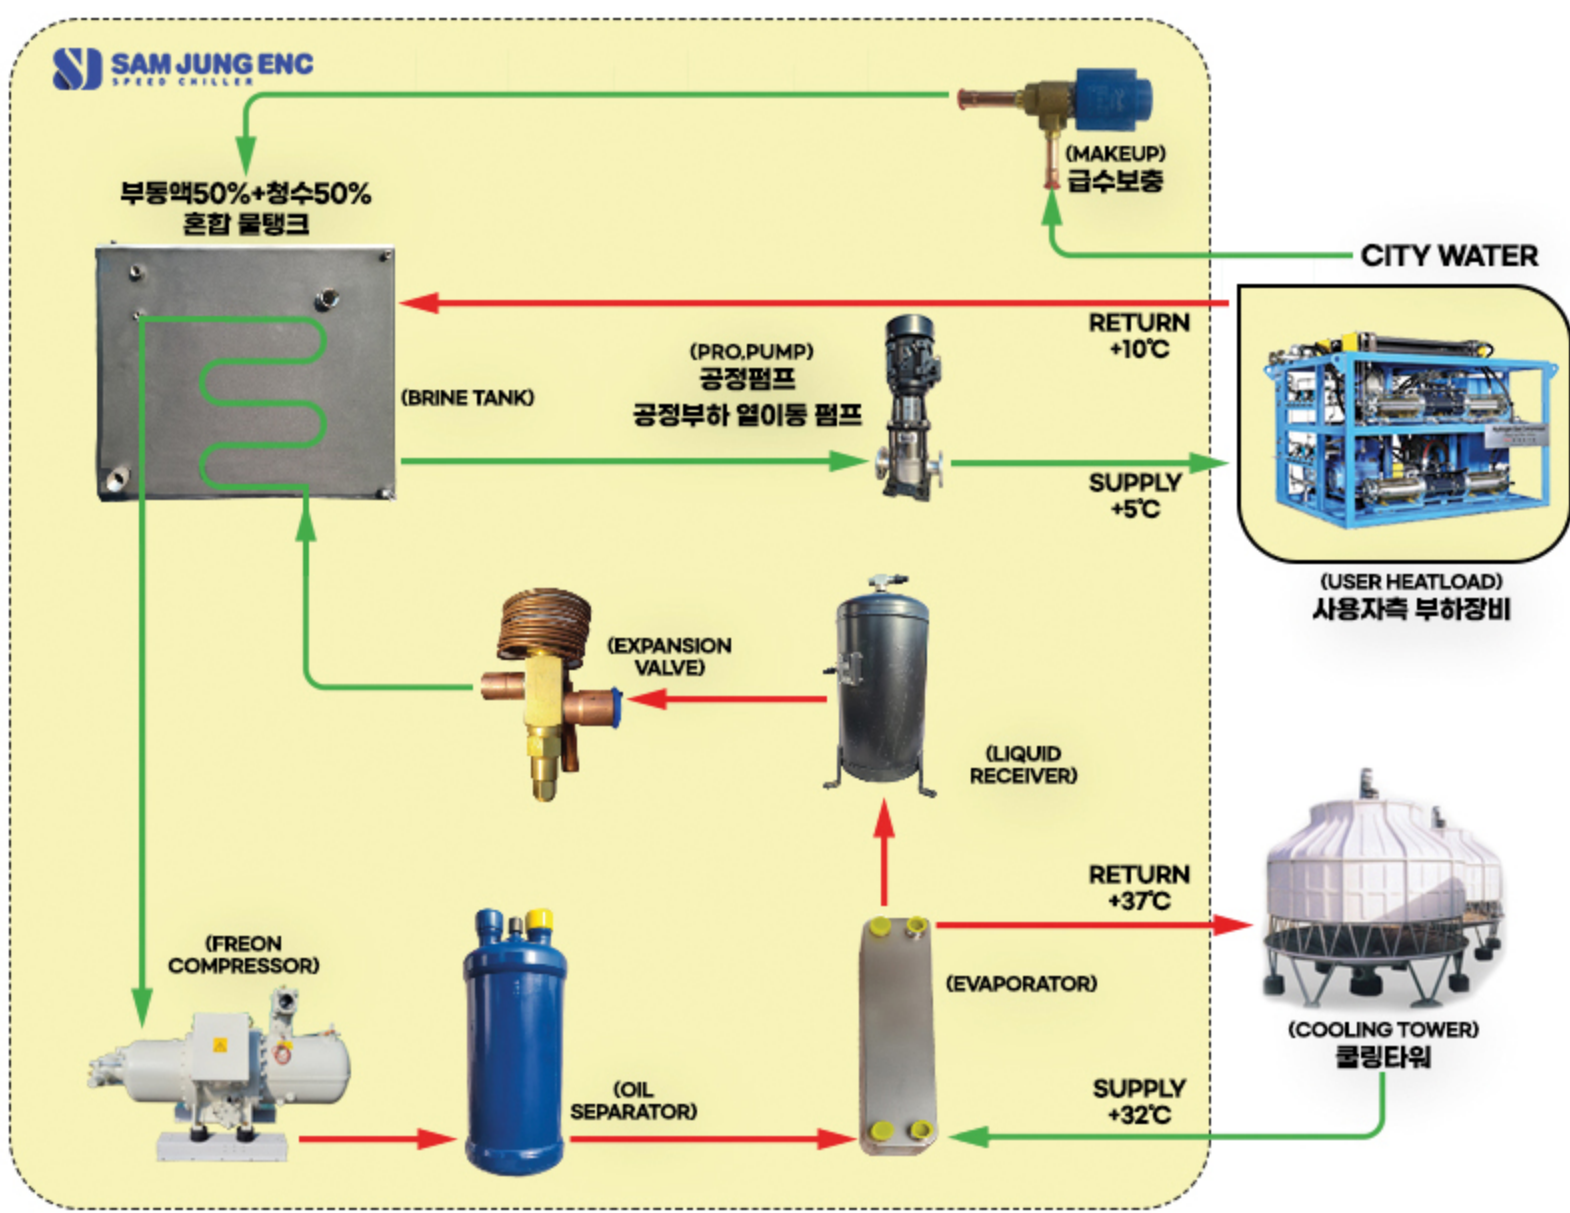 SAM JUNG ENC
SPEED CHILLER
(MAKEUP)
급수보충
부동액50%+청수50%
혼합 물탱크
CITY WATER
RETURN
+10℃
(PRO.PUMP)
공정펌프
공정부하 열이동 펌프
(BRINE TANK)
SUPPLY
+5℃
(USER HEATLOAD)
사용자측 부하장비
(EXPANSION
VALVE)
(LIQUID
RECEIVER)
RETURN
+37℃
(FREON
COMPRESSOR)
(EVAPORATOR)
(COOLING TOWER)
쿨링타워
(OIL
SEPARATOR)
SUPPLY
+32℃